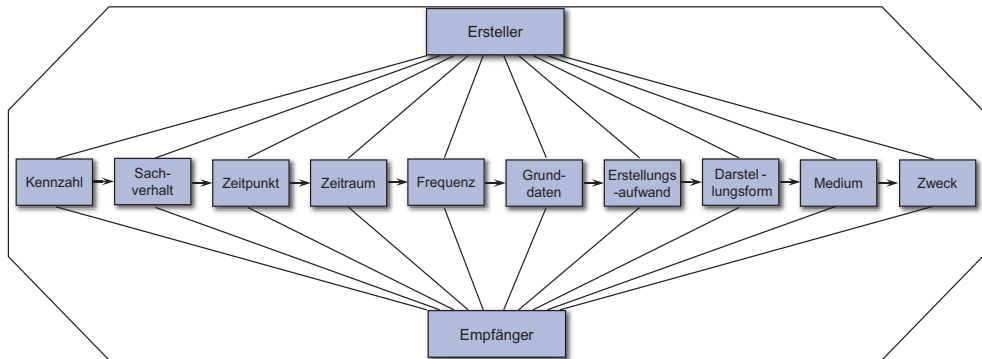 Ersteller
Kennzahl
Sach-
verhalt
Zeitpunkt
Zeitraum
Frequenz
Grund-
daten
Erstellungs
-aufwand
Darstel -
lungsform
Medium
Zweck
Empfänger